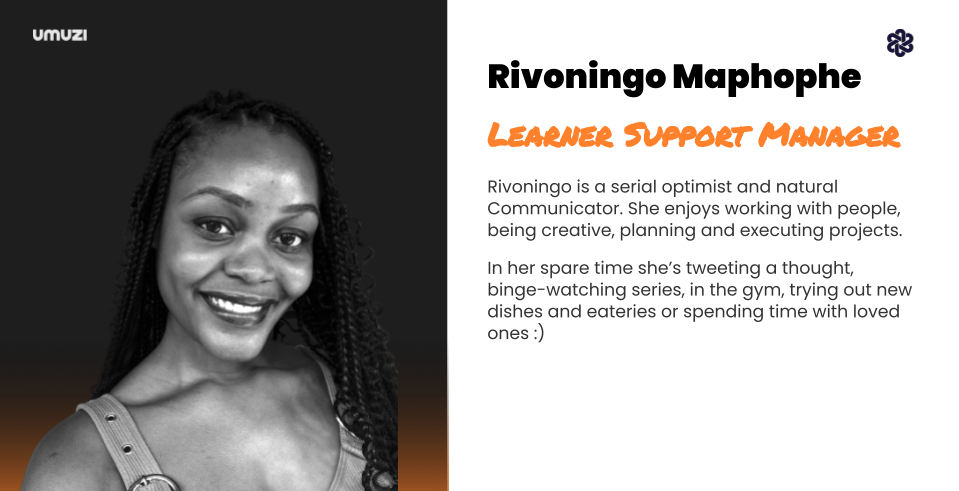 UMUZI
Rivoningo Maphophe
Learner Support Manager
Rivoningo is a serial optimist and natural
Communicator. She enjoys working with people,
being creative, planning and executing projects.
In her spare time she’s tweeting a thought,
binge-watching series, in the gym, trying out new
dishes and eateries or spending time with loved
ones :)